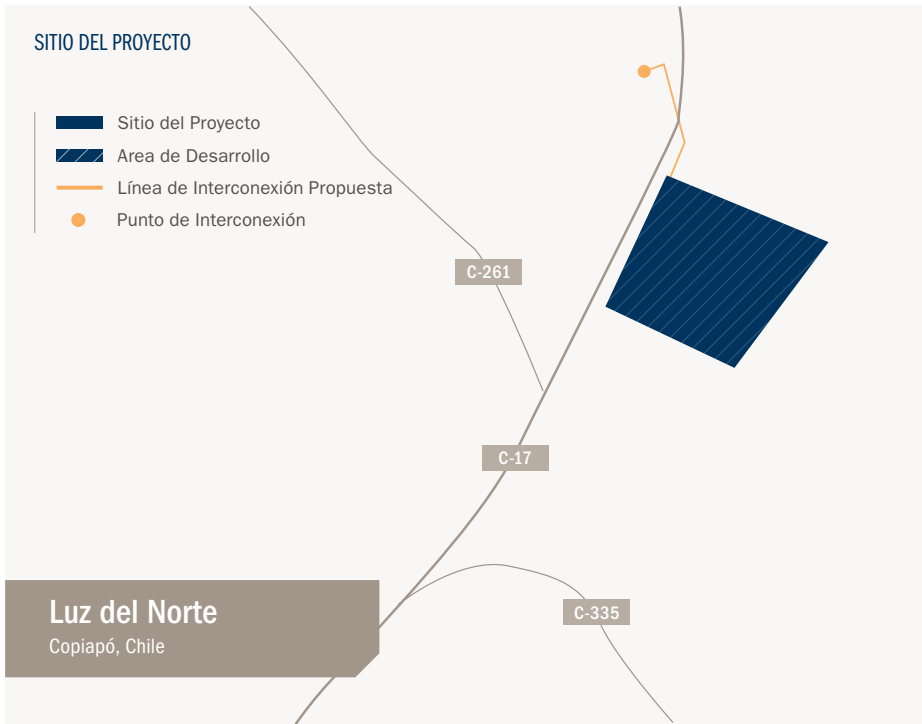 SITIO DEL PROYECTO
Sitio del Proyecto
Area de Desarrollo
Línea de Interconexión Propuesta
Punto de Interconexión
C-261
C-17
C-335
Luz del Norte
Copiapó, Chile